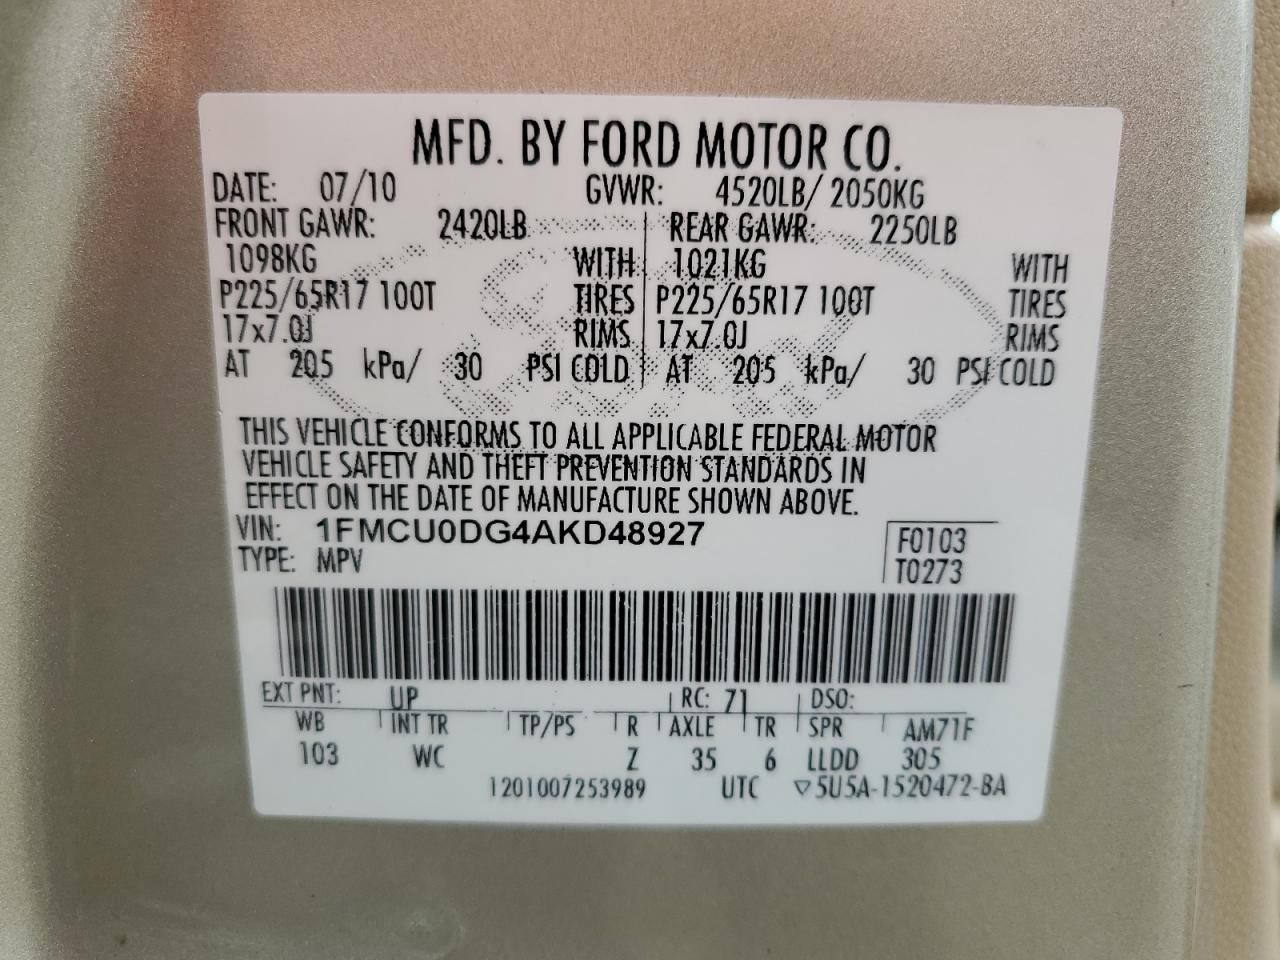 MFD. BY FORD MOTOR CO.
DATE: 07/10 GVWR: 4520LB/ 2050KG
FRONT GAWR: 2420LB REAR GAWR: 2250LB
1098KG WITH 1021KG WITH
P225/65R17 100T TIRES P225/65R17 100T TIRES
17x7.0J RIMS 17x7.0J RIMS
AT 205 kPa/ 30 PSI COLD AT 205 kPa/ 30 PSI COLD
THIS VEHICLE CONFORMS TO ALL APPLICABLE FEDERAL MOTOR
VEHICLE SAFETY AND THEFT PREVENTION STANDARDS IN
EFFECT ON THE DATE OF MANUFACTURE SHOWN ABOVE.
VIN: 1FMCU0DG4AKD48927 F0103
TYPE: MPV T0273
EXT PNT: UP RC: 71 DSO:
WB INT TR TP/PS R AXLE TR SPR AM71F
103 WC Z 35 6 LLDD 305
1201007253989 UTC ▽5U5A-1520472-BA